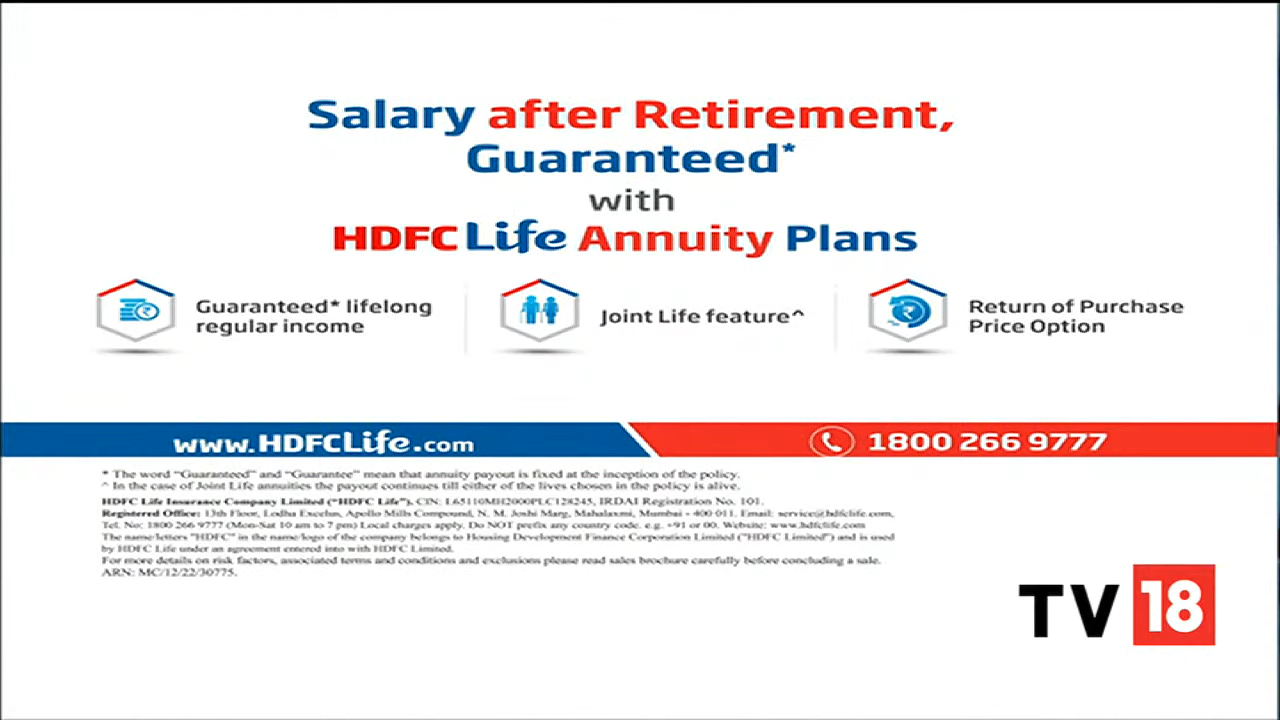 Salary after Retirement,
Guaranteed*
with
HDFC Life Annuity Plans
Guaranteed* lifelong
regular income
Joint Life feature^
Return of Purchase
Price Option
www.HDFCLife.com
1800 266 9777
* The word “Guaranteed” and “Guarantee” mean that annuity payout is fixed at the inception of the policy.
^ In the case of Joint Life annuities the payout continues till either of the lives chosen in the policy is alive.
HDFC Life Insurance Company Limited (“HDFC Life”). CIN: L65110MH2000PLC128245, IRDAI Registration No. 101.
Registered Office: 13th Floor, Lodha Excelus, Apollo Mills Compound, N. M. Joshi Marg, Mahalaxmi, Mumbai - 400 011. Email: service@hdfclife.com,
Tel. No: 1800 266 9777 (Mon-Sat 10 am to 7 pm) Local charges apply. Do NOT prefix any country code. e.g. +91 or 00. Website: www.hdfclife.com
The name/letters "HDFC" in the name/logo of the company belongs to Housing Development Finance Corporation Limited ("HDFC Limited") and is used
by HDFC Life under an agreement entered into with HDFC Limited.
For more details on risk factors, associated terms and conditions and exclusions please read sales brochure carefully before concluding a sale.
ARN: MC/12/22/30775.
TV18